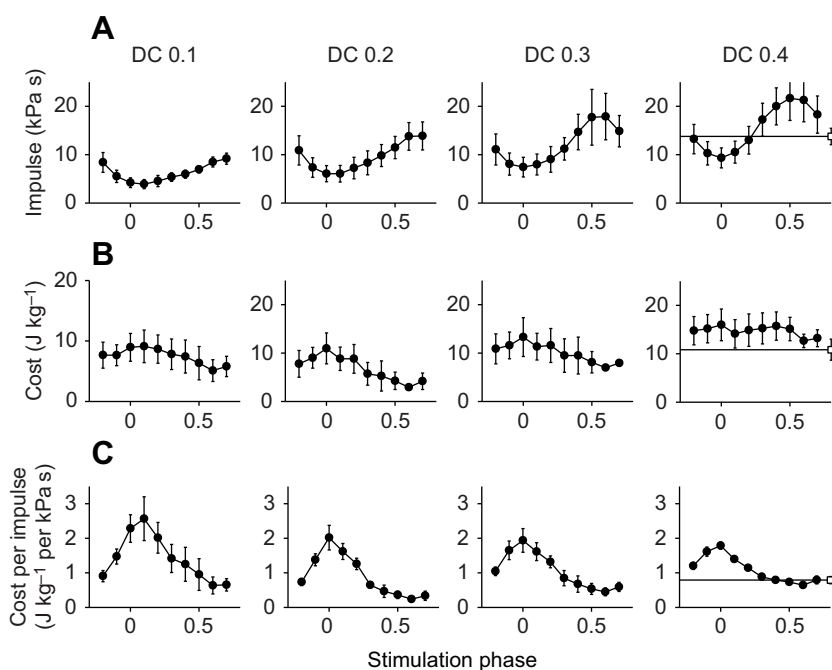 A
DC 0.1 DC 0.2 DC 0.3 DC 0.4
Impulse (kPa s)
20 20 20 20
10 10 10 10
0 0 0 0
0 0.5 0 0.5 0 0.5 0 0.5
B
Cost (J kg–1)
20 20 20 20
10 10 10 10
0 0 0 0
0 0.5 0 0.5 0 0.5 0 0.5
C
Cost per impulse
(J kg–1 per kPa s)
3 3 3 3
2 2 2 2
1 1 1 1
0 0 0 0
0 0.5 0 0.5 0 0.5 0 0.5
Stimulation phase